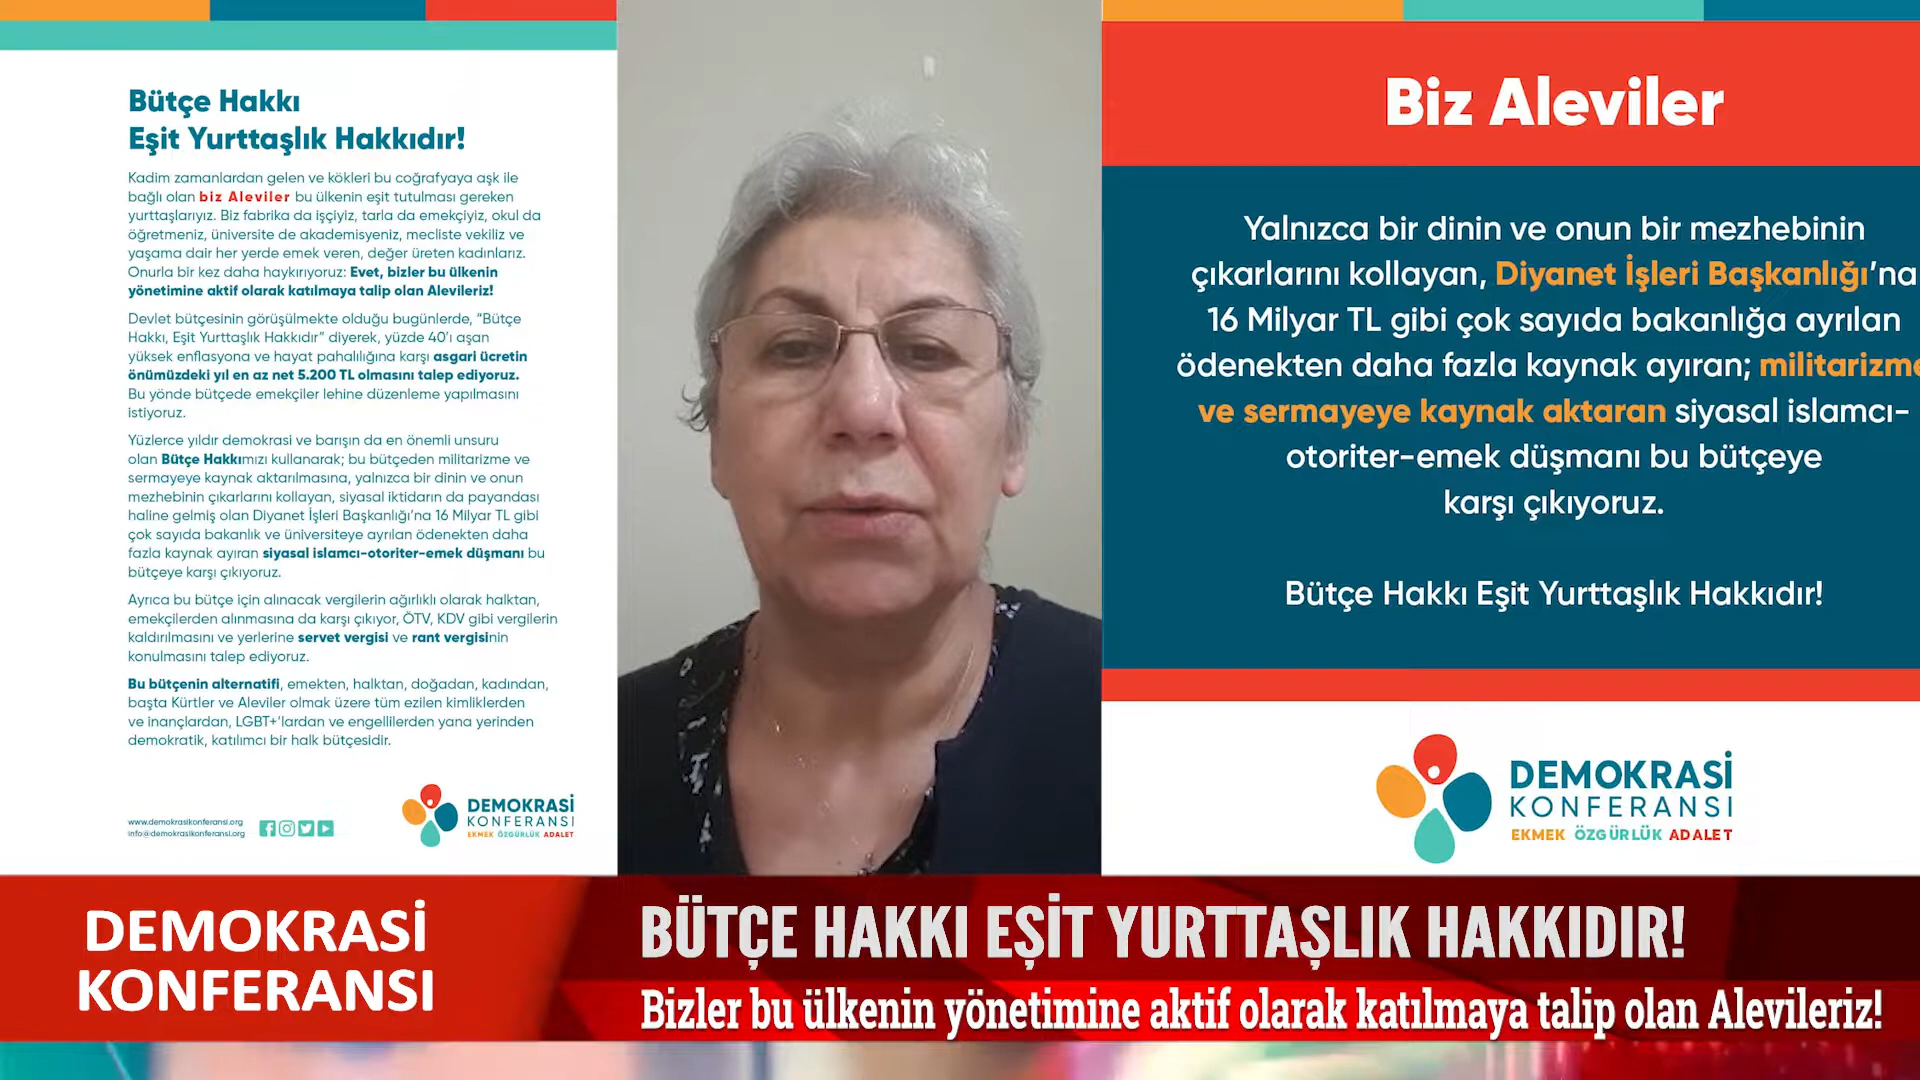 Bütçe Hakkı
Eşit Yurttaşlık Hakkıdır!
Kadim zamanlardan gelen ve kökleri bu coğrafyaya aşk ile
bağlı olan biz Aleviler bu ülkenin eşit tutulması gereken
yurttaşlarıyız. Biz fabrika da işçiyiz, tarla da emekçiyiz, okul da
öğretmeniz, üniversite de akademisyeniz, mecliste vekiliz ve
yaşama dair her yerde emek veren, değer üreten kadınlarız.
Onurla bir kez daha haykırıyoruz: Evet, bizler bu ülkenin
yönetimine aktif olarak katılmaya talip olan Alevileriz!
Devlet bütçesinin görüşülmekte olduğu bugünlerde, “Bütçe
Hakkı, Eşit Yurttaşlık Hakkıdır” diyerek, yüzde 40’ı aşan
yüksek enflasyona ve hayat pahalılığına karşı asgari ücretin
önümüzdeki yıl en az net 5.200 TL olmasını talep ediyoruz.
Bu yönde bütçede emekçiler lehine düzenleme yapılmasını
istiyoruz.
Yüzlerce yıldır demokrasi ve barışın da en önemli unsuru
olan Bütçe Hakkımızı kullanarak; bu bütçeden militarizme ve
sermayeye kaynak aktarılmasına, yalnızca bir dinin ve onun
mezhebinin çıkarlarını kollayan, siyasal iktidarın da payandası
haline gelmiş olan Diyanet İşleri Başkanlığı’na 16 Milyar TL gibi
çok sayıda bakanlık ve üniversiteye ayrılan ödenekten daha
fazla kaynak ayıran siyasal islamcı-otoriter-emek düşmanı bu
bütçeye karşı çıkıyoruz.
Ayrıca bu bütçe için alınacak vergilerin ağırlıklı olarak halktan,
emekçilerden alınmasına da karşı çıkıyor, ÖTV, KDV gibi vergilerin
kaldırılmasını ve yerlerine servet vergisi ve rant vergisinin
konulmasını talep ediyoruz.
Bu bütçenin alternatifi, emekten, halktan, doğadan, kadından,
başta Kürtler ve Aleviler olmak üzere tüm ezilen kimliklerden
ve inançlardan, LGBT+’lardan ve engellilerden yana yerinden
demokratik, katılımcı bir halk bütçesidir.
www.demokrasikonferansi.org
info@demokrasikonferansi.org
DEMOKRASİ
KONFERANSI
EKMEK ÖZGÜRLÜK ADALET
Biz Aleviler
Yalnızca bir dinin ve onun bir mezhebinin
çıkarlarını kollayan, Diyanet İşleri Başkanlığı’na
16 Milyar TL gibi çok sayıda bakanlığa ayrılan
ödenekten daha fazla kaynak ayıran; militarizme
ve sermayeye kaynak aktaran siyasal islamcı-
otoriter-emek düşmanı bu bütçeye
karşı çıkıyoruz.
Bütçe Hakkı Eşit Yurttaşlık Hakkıdır!
DEMOKRASİ
KONFERANSI
EKMEK ÖZGÜRLÜK ADALET
DEMOKRASİ
KONFERANSI
BÜTÇE HAKKI EŞİT YURTTAŞLIK HAKKIDIR!
Bizler bu ülkenin yönetimine aktif olarak katılmaya talip olan Alevileriz!